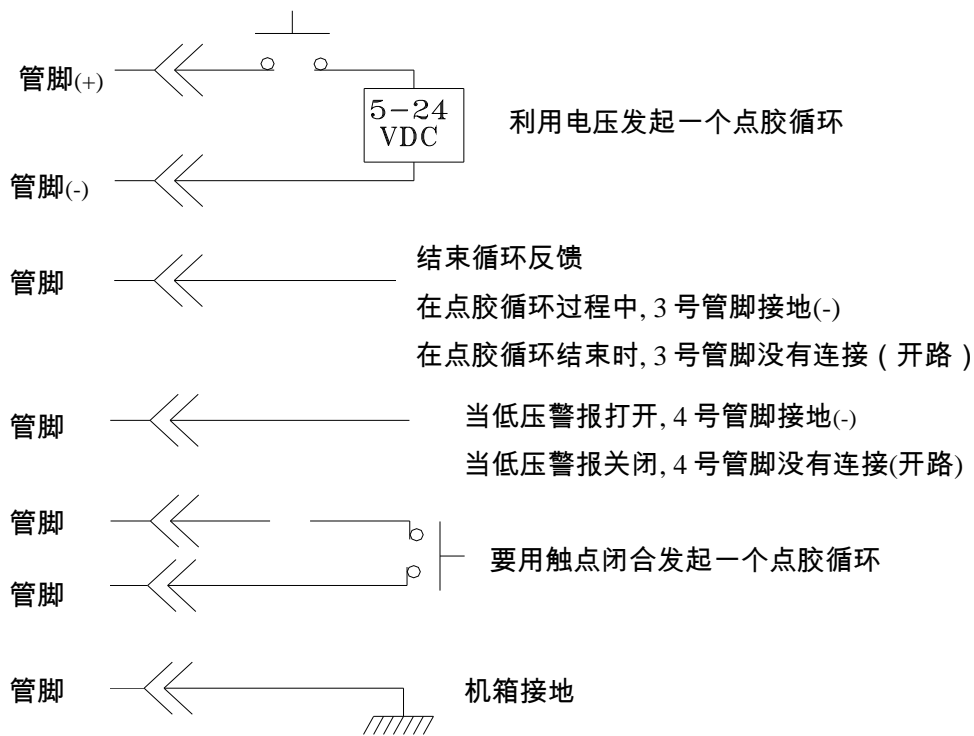 管脚(+)
5-24
VDC
利用电压发起一个点胶循环
管脚(-)
管脚
结束循环反馈
在点胶循环过程中, 3 号管脚接地(-)
在点胶循环结束时, 3 号管脚没有连接（开路）
管脚
当低压警报打开, 4 号管脚接地(-)
当低压警报关闭, 4 号管脚没有连接(开路)
管脚
要用触点闭合发起一个点胶循环
管脚
管脚
机箱接地